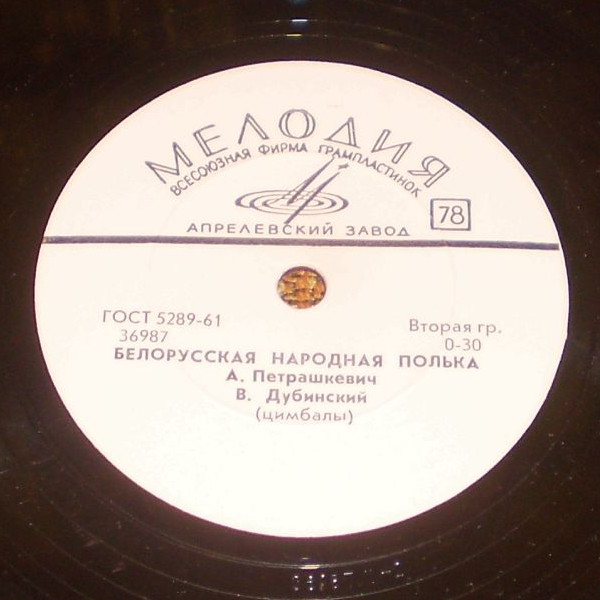 МЕЛОДИЯ
ВСЕСОЮЗНАЯ ФИРМА ГРАМПЛАСТИНОК
78
АПРЕЛЕВСКИЙ ЗАВОД
ГОСТ 5289-61
Вторая гр.
36987
0-30
БЕЛОРУССКАЯ НАРОДНАЯ ПОЛЬКА
А. Петрашкевич
В. Дубинский
(цимбалы)